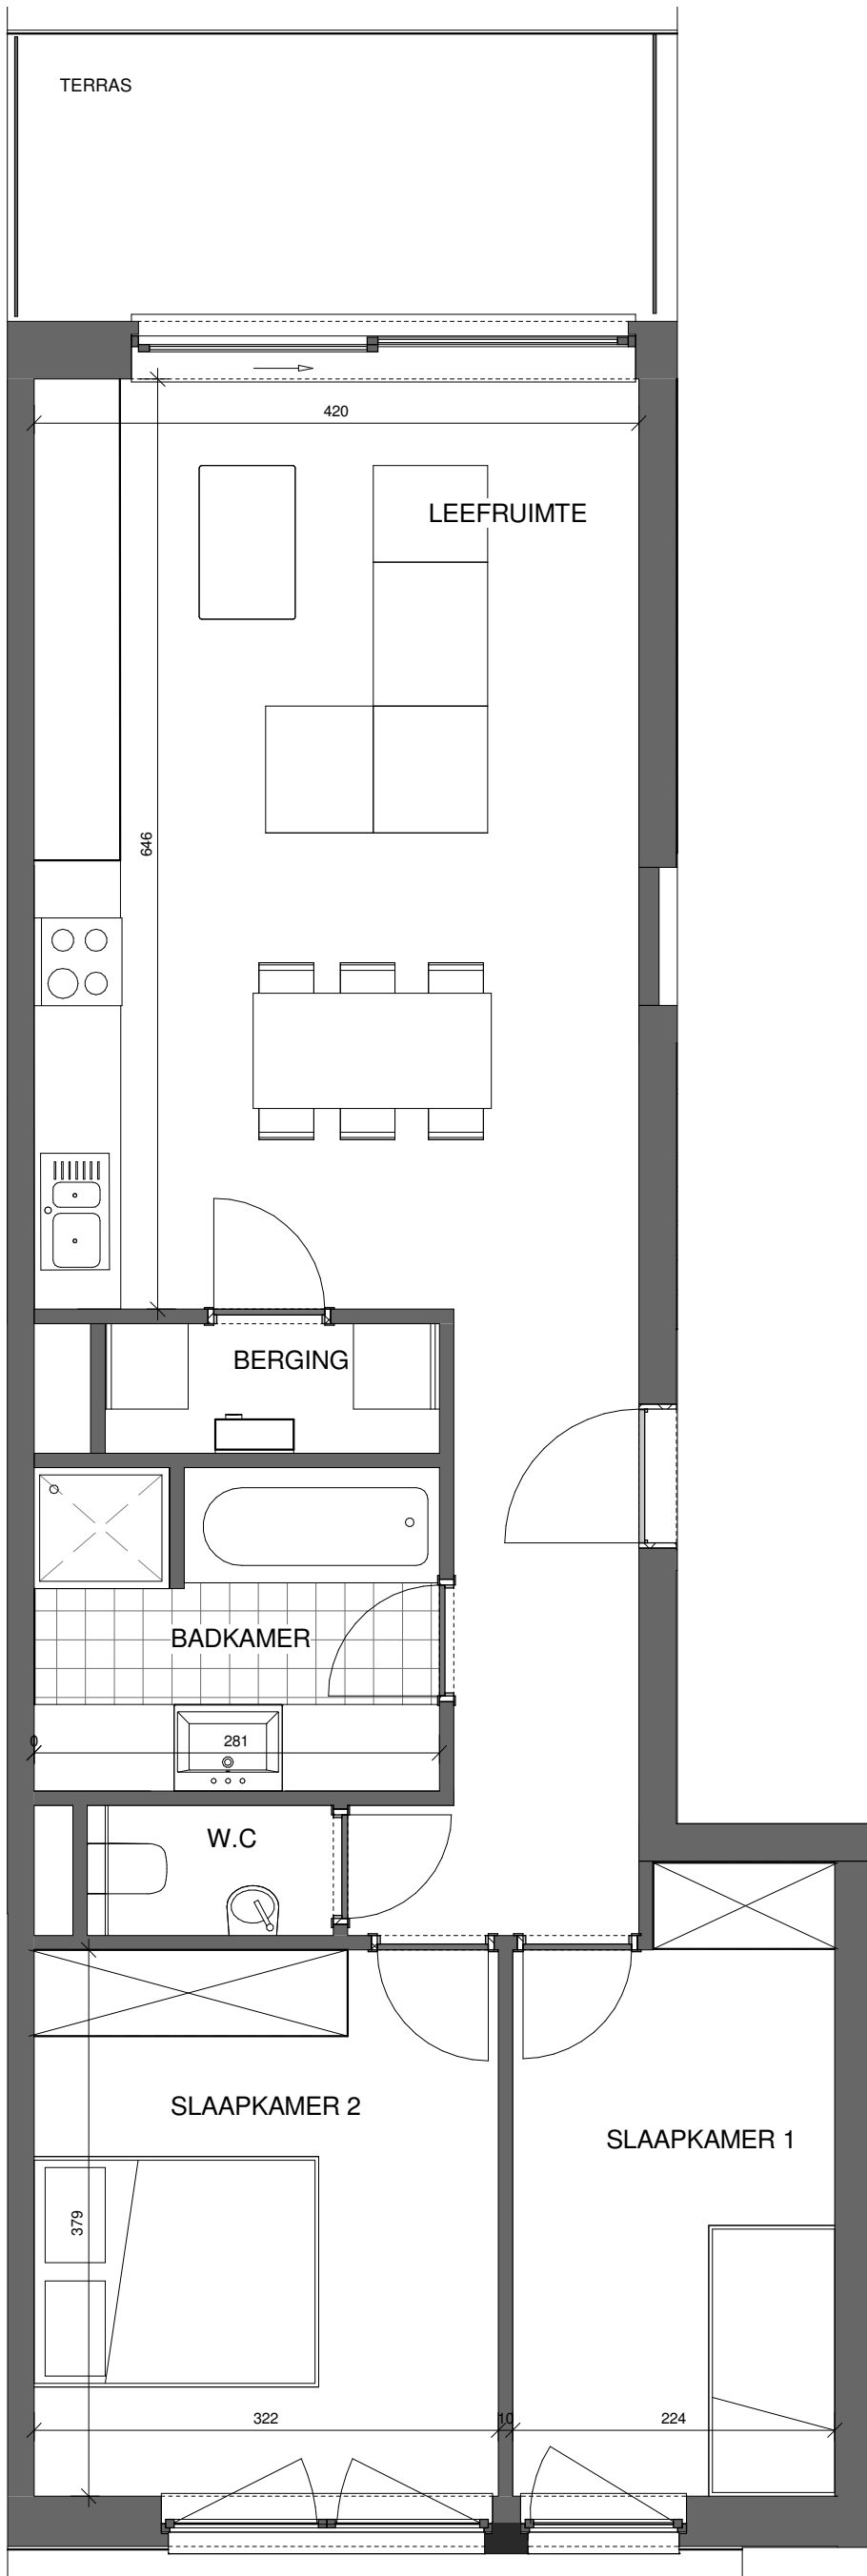 TERRAS
420
LEEFRUIMTE
646
BERGING
BADKAMER
0
281
W.C
SLAAPKAMER 2
SLAAPKAMER 1
379
322
10
224